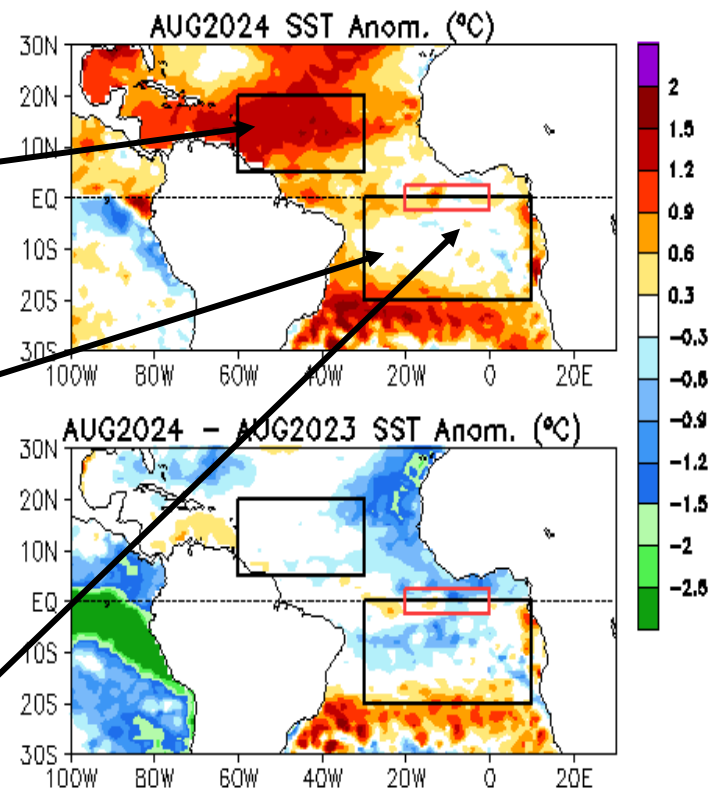 AUG2024 SST Anom. (ºC)
30N
20N
10N
EQ
10S
20S
30S
100W 80W 60W 40W 20W 0 20E
2
1.5
1.2
0.9
0.6
0.3
-0.3
-0.6
-0.9
-1.2
-1.5
-2
-2.5
AUG2024 - AUG2023 SST Anom. (ºC)
30N
20N
10N
EQ
10S
20S
30S
100W 80W 60W 40W 20W 0 20E